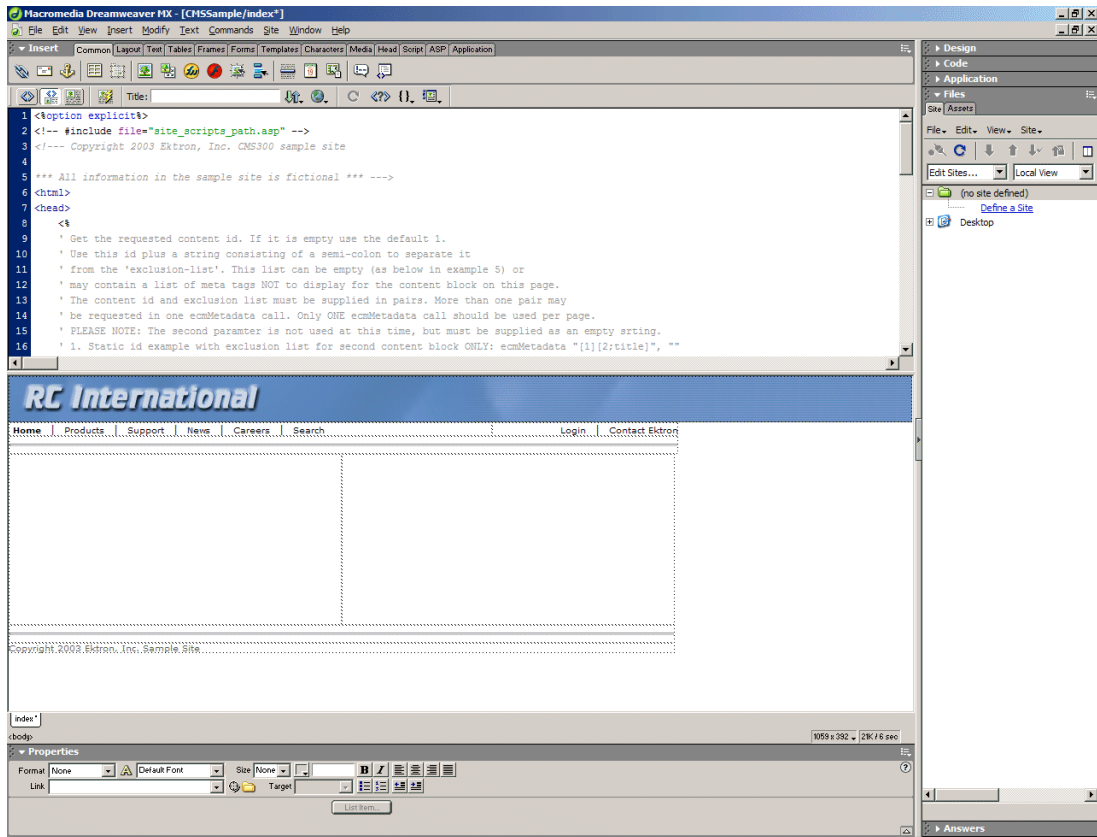 Macromedia Dreamweaver MX - [CMSSample/index*]
File Edit View Insert Modify Text Commands Site Window Help
Insert Common Layout Text Tables Frames Forms Templates Characters Media Head Script ASP Application
Title:
1 <%option explicit%>
2 <!-- #include file="site_scripts_path.asp" -->
3 <!--- Copyright 2003 Ektron, Inc. CMS300 sample site
4
5 *** All information in the sample site is fictional *** --->
6 <html>
7 <head>
8 <%
9 ' Get the requested content id. If it is empty use the default 1.
10 ' Use this id plus a string consisting of a semi-colon to separate it
11 ' from the 'exclusion-list'. This list can be empty (as below in example 5) or
12 ' may contain a list of meta tags NOT to display for the content block on this page.
13 ' The content id and exclusion list must be supplied in pairs. More than one pair may
14 ' be requested in one ecmMetadata call. Only ONE ecmMetadata call should be used per page.
15 ' PLEASE NOTE: The second paramter is not used at this time, but must be supplied as an empty srting.
16 ' 1. Static id example with exclusion list for second content block ONLY: ecmMetadata "[1][2;title]", ""
RC International
Home Products Support News Careers Search Login Contact Ektron
Copyright 2003 Ektron, Inc. Sample Site
index*
<body> 1059 x 392 21K / 6 sec
Properties
Format None Default Font Size None B I
Link Target
List Item...
Design
Code
Application
Files
Site Assets
File Edit View Site
Edit Sites... Local View
(no site defined)
Define a Site
Desktop
Answers